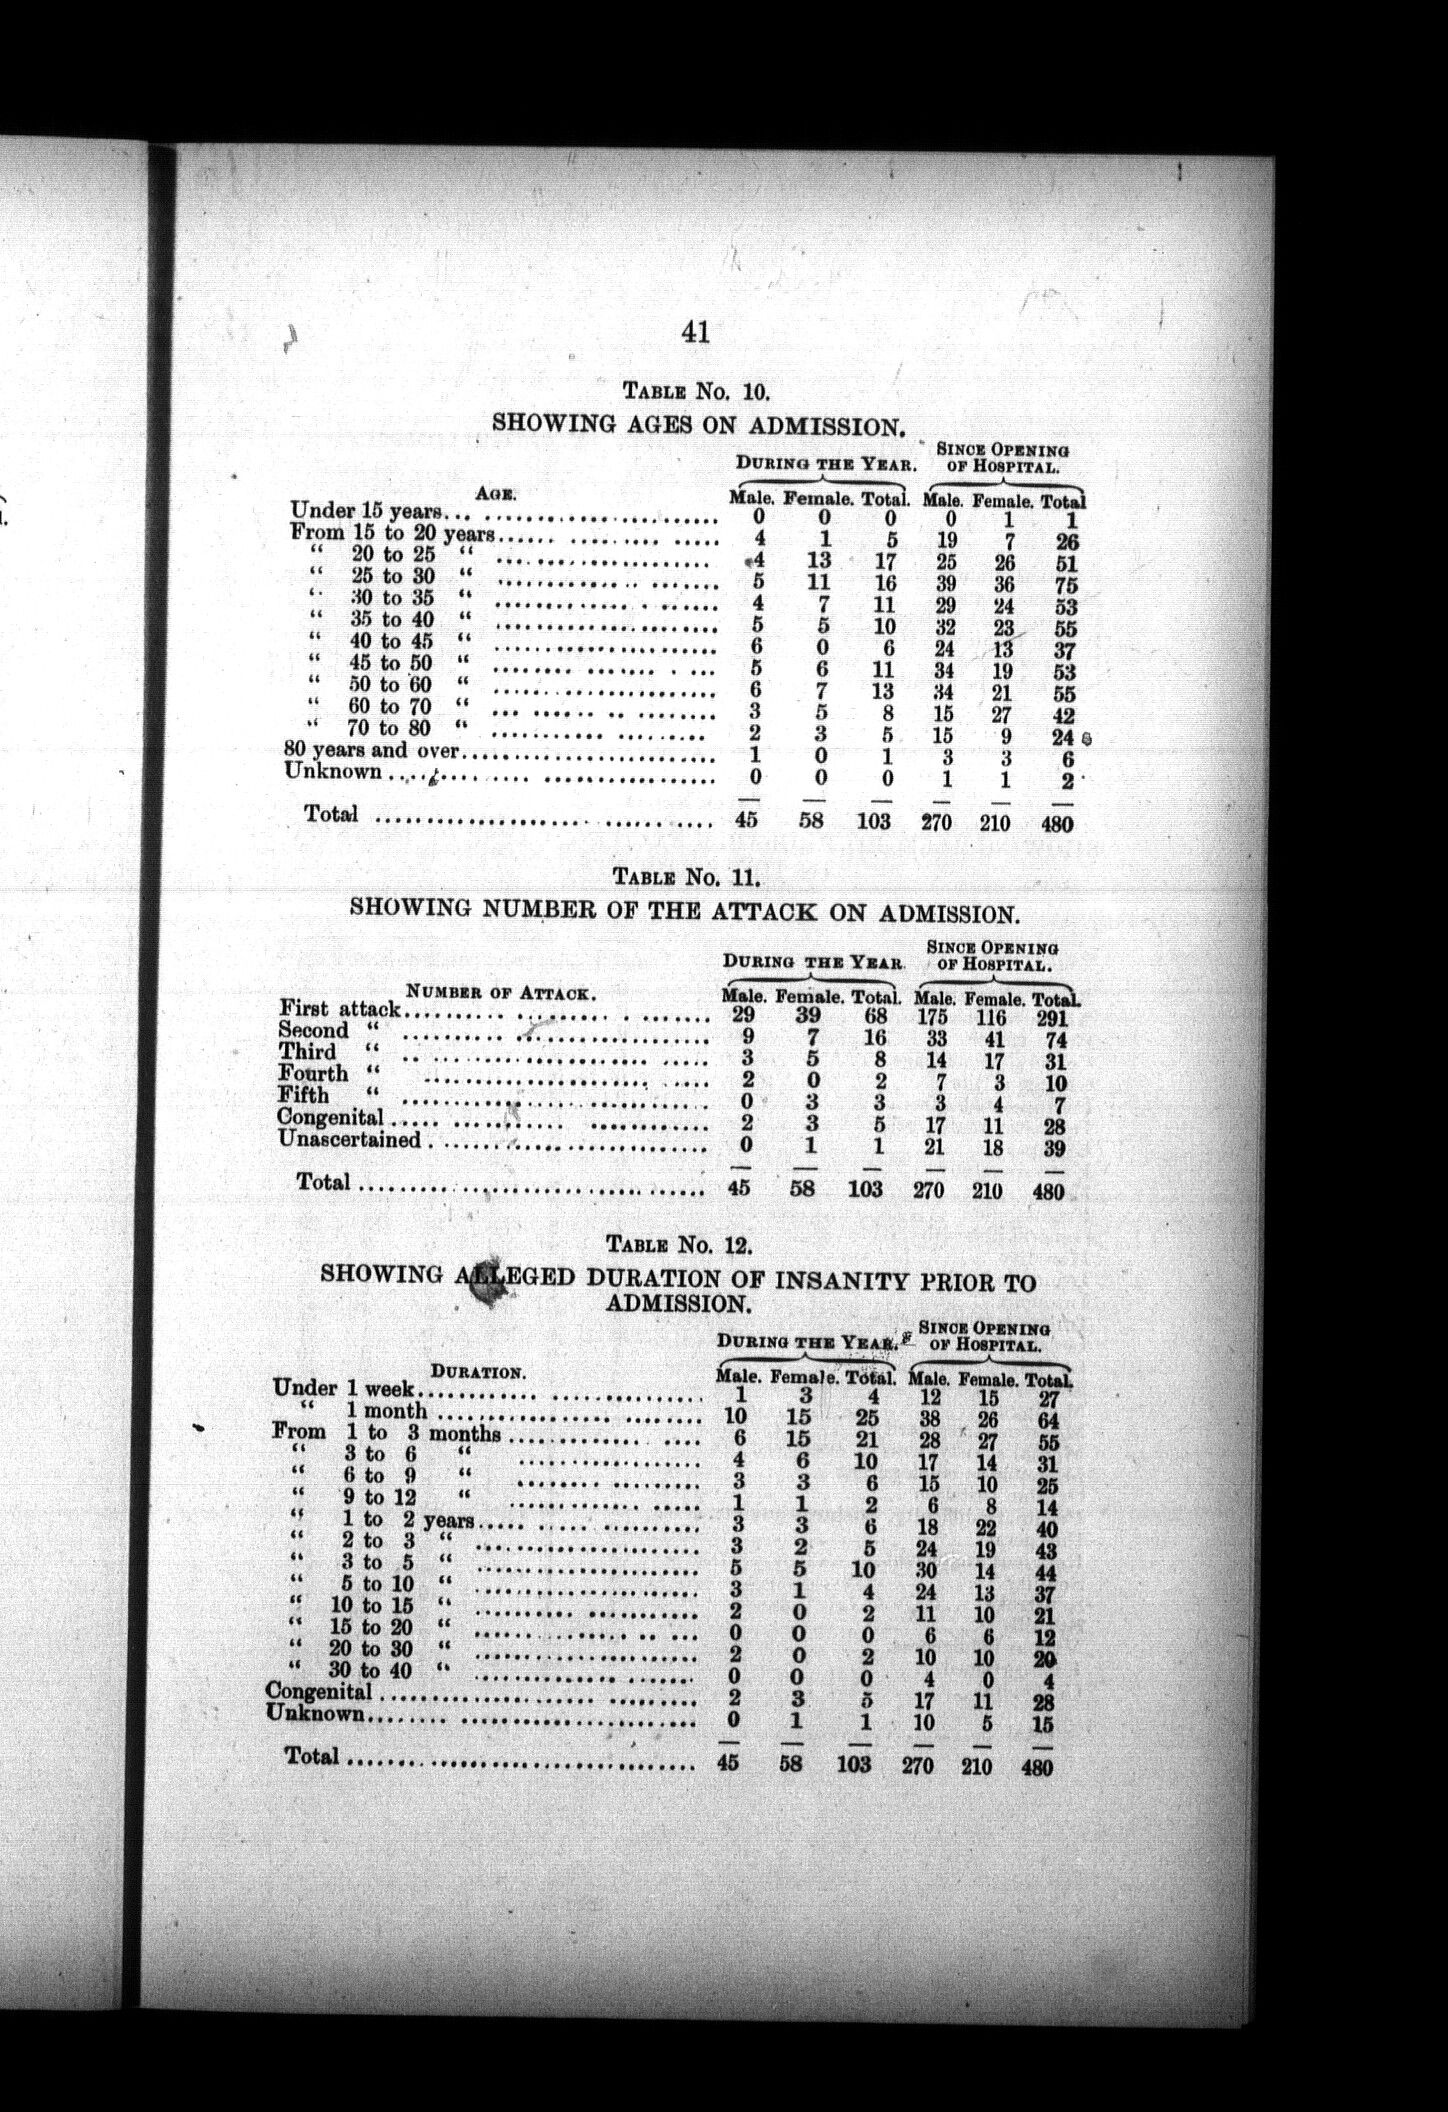 41
TABLE No. 10.
SHOWING AGES ON ADMISSION.
DURING THE YEAR. SINCE OPENING OF HOSPITAL.
AGE. Male. Female. Total. Male. Female. Total
Under 15 years 0 0 0 0 1 1
From 15 to 20 years 4 1 5 19 7 26
“ 20 to 25 “ 4 13 17 25 26 51
“ 25 to 30 “ 5 11 16 39 36 75
“ 30 to 35 “ 4 7 11 29 24 53
“ 35 to 40 “ 5 5 10 32 23 55
“ 40 to 45 “ 6 0 6 24 13 37
“ 45 to 50 “ 5 6 11 34 19 53
“ 50 to 60 “ 6 7 13 34 21 55
“ 60 to 70 “ 3 5 8 15 27 42
“ 70 to 80 “ 2 3 5 15 9 24
80 years and over 1 0 1 3 3 6
Unknown 0 0 0 1 1 2
Total 45 58 103 270 210 480
TABLE No. 11.
SHOWING NUMBER OF THE ATTACK ON ADMISSION.
DURING THE YEAR. SINCE OPENING OF HOSPITAL.
NUMBER OF ATTACK. Male. Female. Total. Male. Female. Total.
First attack 29 39 68 175 116 291
Second “ 9 7 16 33 41 74
Third “ 3 5 8 14 17 31
Fourth “ 2 0 2 7 3 10
Fifth “ 0 3 3 3 4 7
Congenital 2 3 5 17 11 28
Unascertained 0 1 1 21 18 39
Total 45 58 103 270 210 480
TABLE No. 12.
SHOWING ALLEGED DURATION OF INSANITY PRIOR TO
ADMISSION.
DURING THE YEAR. SINCE OPENING OF HOSPITAL.
DURATION. Male. Female. Total. Male. Female. Total.
Under 1 week 1 3 4 12 15 27
“ 1 month 10 15 25 38 26 64
From 1 to 3 months 6 15 21 28 27 55
“ 3 to 6 “ 4 6 10 17 14 31
“ 6 to 9 “ 3 3 6 15 10 25
“ 9 to 12 “ 1 1 2 6 8 14
“ 1 to 2 years 3 3 6 18 22 40
“ 2 to 3 “ 3 2 5 24 19 43
“ 3 to 5 “ 5 5 10 30 14 44
“ 5 to 10 “ 3 1 4 24 13 37
“ 10 to 15 “ 2 0 2 11 10 21
“ 15 to 20 “ 0 0 0 6 6 12
“ 20 to 30 “ 2 0 2 10 10 20
“ 30 to 40 “ 0 0 0 4 0 4
Congenital 2 3 5 17 11 28
Unknown 0 1 1 10 5 15
Total 45 58 103 270 210 480